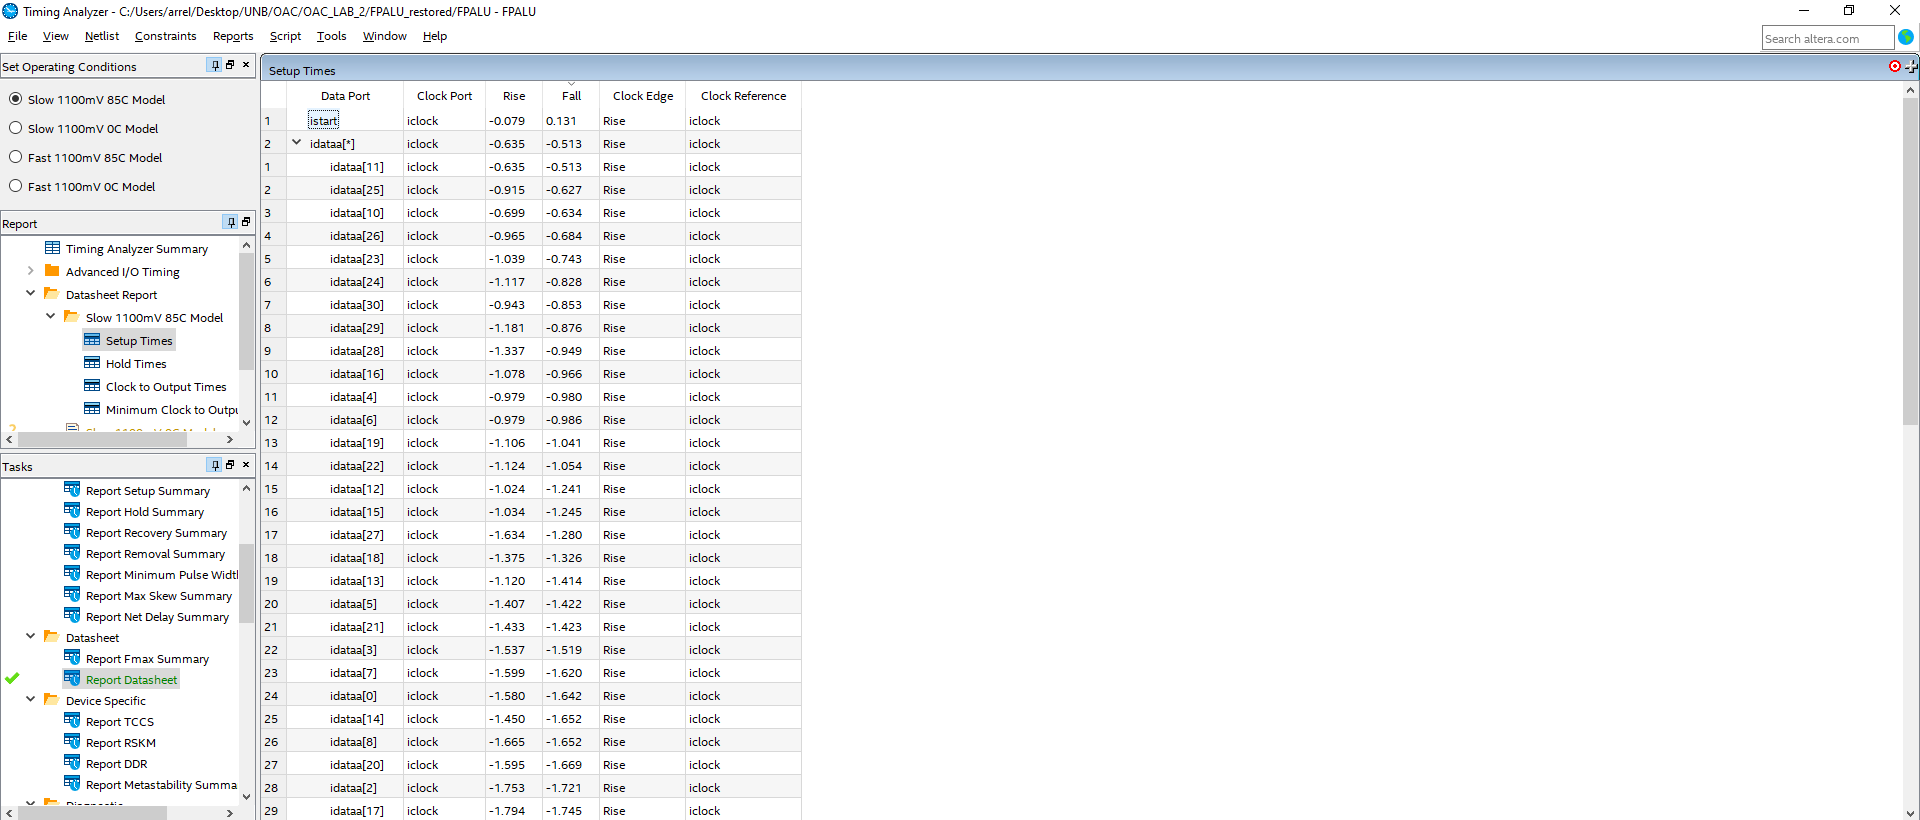 Timing Analyzer - C:/Users/arrel/Desktop/UNB/OAC/OAC_LAB_2/FPALU_restored/FPALU - FPALU
File View Netlist Constraints Reports Script Tools Window Help
Search altera.com
Set Operating Conditions
Slow 1100mV 85C Model
Slow 1100mV 0C Model
Fast 1100mV 85C Model
Fast 1100mV 0C Model
Report
Timing Analyzer Summary
Advanced I/O Timing
Datasheet Report
Slow 1100mV 85C Model
Setup Times
Hold Times
Clock to Output Times
Minimum Clock to Outpu
Tasks
Report Setup Summary
Report Hold Summary
Report Recovery Summary
Report Removal Summary
Report Minimum Pulse Widt
Report Max Skew Summary
Report Net Delay Summary
Datasheet
Report Fmax Summary
Report Datasheet
Device Specific
Report TCCS
Report RSKM
Report DDR
Report Metastability Summa
Setup Times
Data Port Clock Port Rise Fall Clock Edge Clock Reference
1 istart iclock -0.079 0.131 Rise iclock
2 idataa[*] iclock -0.635 -0.513 Rise iclock
1 idataa[11] iclock -0.635 -0.513 Rise iclock
2 idataa[25] iclock -0.915 -0.627 Rise iclock
3 idataa[10] iclock -0.699 -0.634 Rise iclock
4 idataa[26] iclock -0.965 -0.684 Rise iclock
5 idataa[23] iclock -1.039 -0.743 Rise iclock
6 idataa[24] iclock -1.117 -0.828 Rise iclock
7 idataa[30] iclock -0.943 -0.853 Rise iclock
8 idataa[29] iclock -1.181 -0.876 Rise iclock
9 idataa[28] iclock -1.337 -0.949 Rise iclock
10 idataa[16] iclock -1.078 -0.966 Rise iclock
11 idataa[4] iclock -0.979 -0.980 Rise iclock
12 idataa[6] iclock -0.979 -0.986 Rise iclock
13 idataa[19] iclock -1.106 -1.041 Rise iclock
14 idataa[22] iclock -1.124 -1.054 Rise iclock
15 idataa[12] iclock -1.024 -1.241 Rise iclock
16 idataa[15] iclock -1.034 -1.245 Rise iclock
17 idataa[27] iclock -1.634 -1.280 Rise iclock
18 idataa[18] iclock -1.375 -1.326 Rise iclock
19 idataa[13] iclock -1.120 -1.414 Rise iclock
20 idataa[5] iclock -1.407 -1.422 Rise iclock
21 idataa[21] iclock -1.433 -1.423 Rise iclock
22 idataa[3] iclock -1.537 -1.519 Rise iclock
23 idataa[7] iclock -1.599 -1.620 Rise iclock
24 idataa[0] iclock -1.580 -1.642 Rise iclock
25 idataa[14] iclock -1.450 -1.652 Rise iclock
26 idataa[8] iclock -1.665 -1.652 Rise iclock
27 idataa[20] iclock -1.595 -1.669 Rise iclock
28 idataa[2] iclock -1.753 -1.721 Rise iclock
29 idataa[17] iclock -1.794 -1.745 Rise iclock